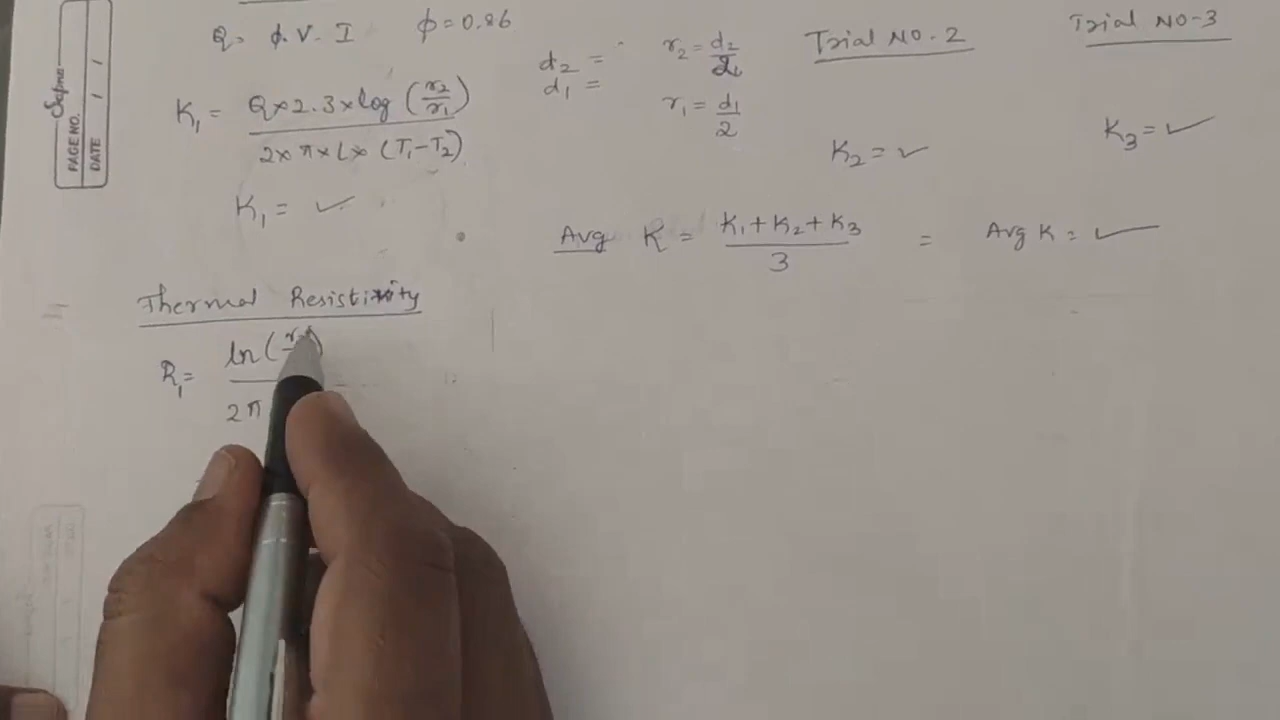 Sapna
PAGE NO.
DATE / /
Q = ϕ.V. I ϕ = 0.86
K₁ = Q×2.3×log (r₂/r₁) / 2×π×L×(T₁-T₂)
K₁ = ✓
d₂ =
d₁ =
r₂ = d₂/2
r₁ = d₁/2
Trial NO. 2
K₂ = ✓
Trial NO-3
K₃ = ✓
Avg K = K₁+K₂+K₃ / 3 = Avg K = ✓
Thermal Resistivity
R₁ = ln( / 2π